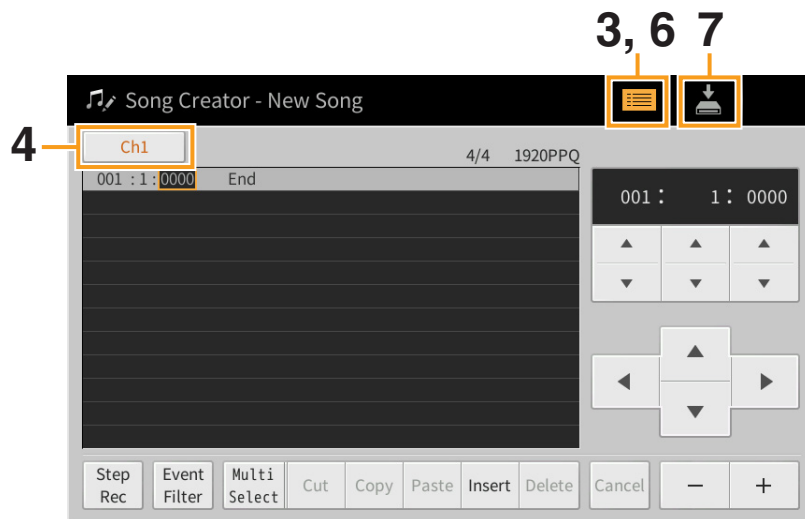 3, 6 7
Song Creator - New Song
4
Ch1
4/4 1920PPQ
001 : 1 : 0000 End
001 : 1 : 0000
Step Rec
Event Filter
Multi Select
Cut
Copy
Paste
Insert
Delete
Cancel
−
+